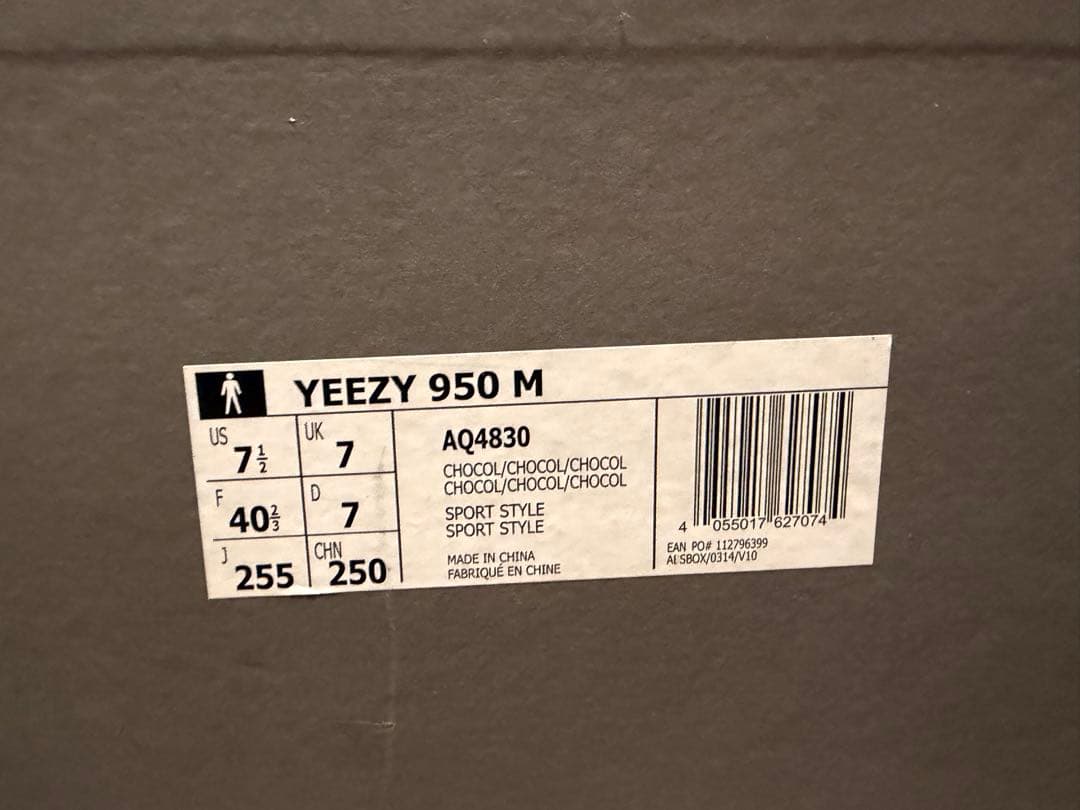 YEEZY 950 M
US 7½
UK 7
F 40⅔
D 7
J 255
CHN 250
AQ4830
CHOCOL/CHOCOL/CHOCOL
CHOCOL/CHOCOL/CHOCOL
SPORT STYLE
SPORT STYLE
MADE IN CHINA
FABRIQUÉ EN CHINE
4 055017 627074
EAN PO# 112796399
AI SBOX/0314/V10